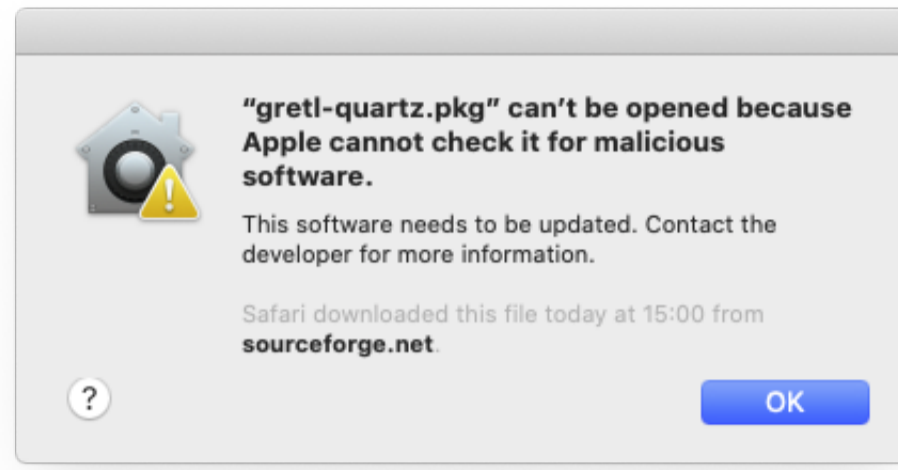 “gretl-quartz.pkg” can’t be opened because
Apple cannot check it for malicious
software.
This software needs to be updated. Contact the
developer for more information.
Safari downloaded this file today at 15:00 from
sourceforge.net.
?
OK